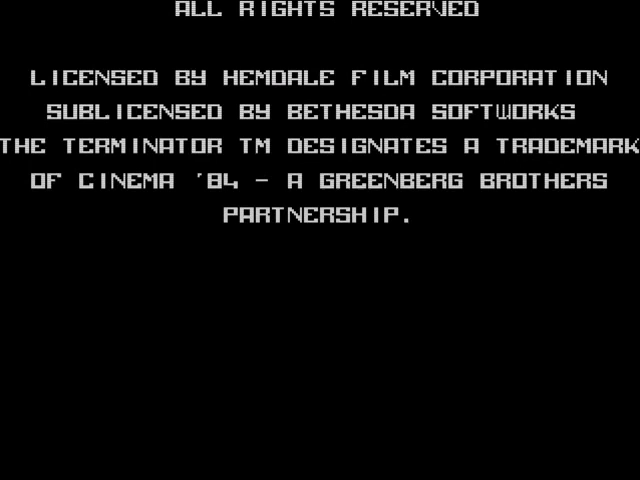 ALL RIGHTS RESERVED
LICENSED BY HEMDALE FILM CORPORATION
SUBLICENSED BY BETHESDA SOFTWORKS
THE TERMINATOR TM DESIGNATES A TRADEMARK
OF CINEMA '84 - A GREENBERG BROTHERS
PARTNERSHIP.